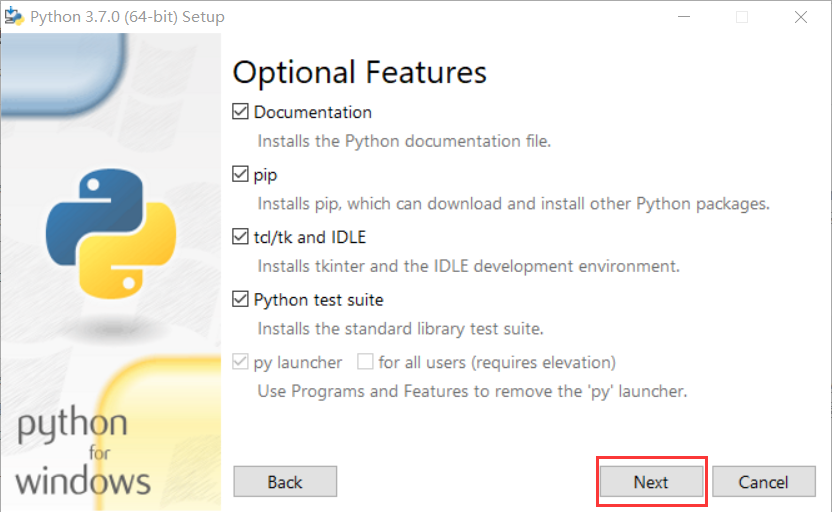 Python 3.7.0 (64-bit) Setup
Optional Features
Documentation
Installs the Python documentation file.
pip
Installs pip, which can download and install other Python packages.
tcl/tk and IDLE
Installs tkinter and the IDLE development environment.
Python test suite
Installs the standard library test suite.
py launcher for all users (requires elevation)
Use Programs and Features to remove the 'py' launcher.
python
for
windows
Back Next Cancel